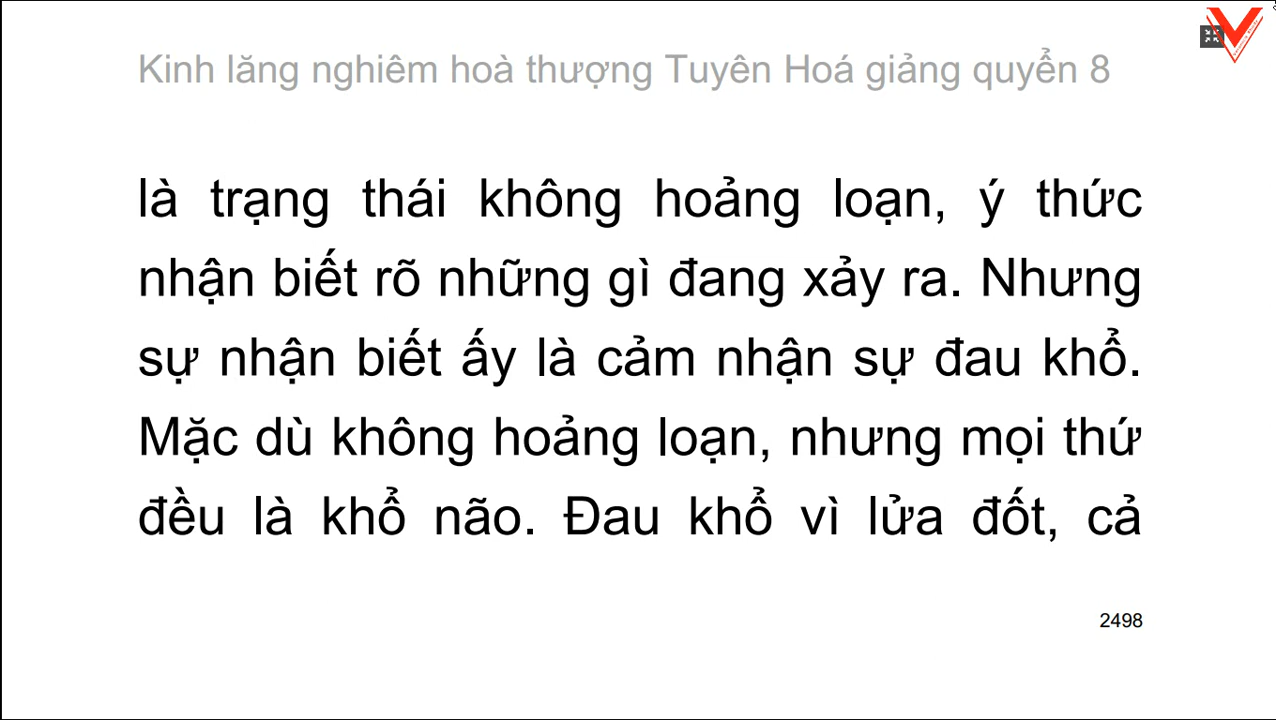 Kinh lăng nghiêm hoà thượng Tuyên Hoá giảng quyển 8
là trạng thái không hoảng loạn, ý thức
nhận biết rõ những gì đang xảy ra. Nhưng
sự nhận biết ấy là cảm nhận sự đau khổ.
Mặc dù không hoảng loạn, nhưng mọi thứ
đều là khổ não. Đau khổ vì lửa đốt, cả
2498